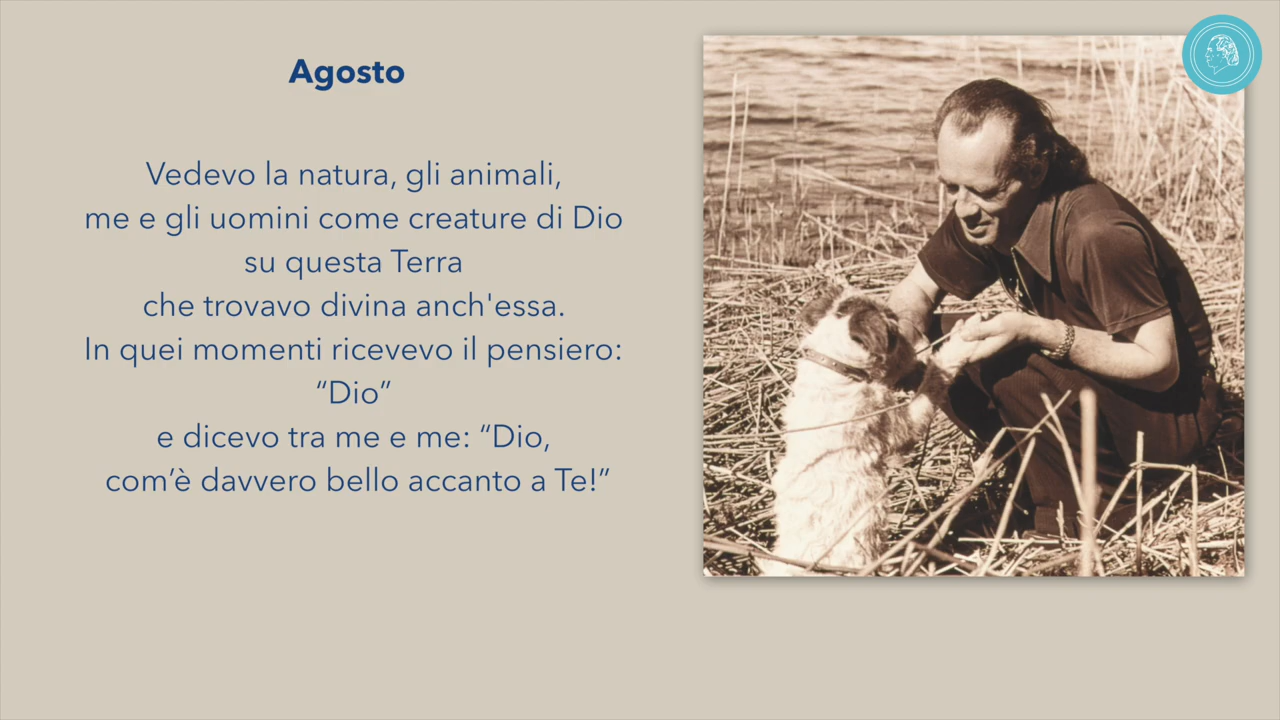 Agosto
Vedevo la natura, gli animali,
me e gli uomini come creature di Dio
su questa Terra
che trovavo divina anch'essa.
In quei momenti ricevevo il pensiero:
“Dio”
e dicevo tra me e me: “Dio,
com’è davvero bello accanto a Te!”